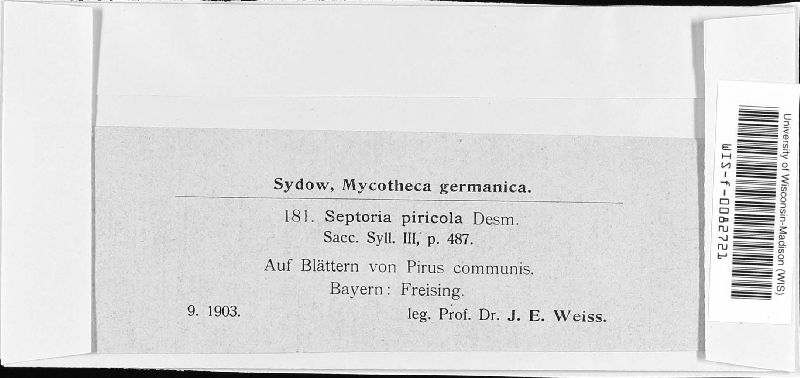 Sydow, Mycotheca germanica.
181. Septoria piricola Desm.
Sacc. Syll. III, p. 487.
Auf Blättern von Pirus communis.
Bayern: Freising.
9. 1903. leg. Prof. Dr. J. E. Weiss.
University of Wisconsin-Madison (WIS)
WIS-f-0082721